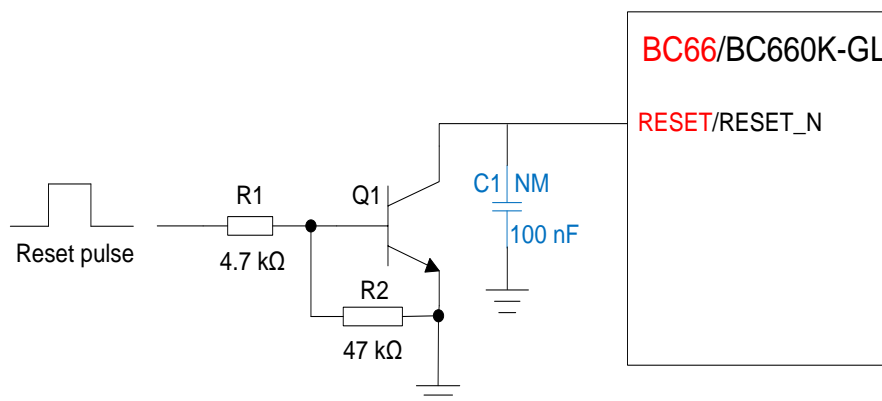 BC66/BC660K-GL
RESET/RESET_N
C1 NM
100 nF
Q1
R1
4.7 kΩ
Reset pulse
R2
47 kΩ